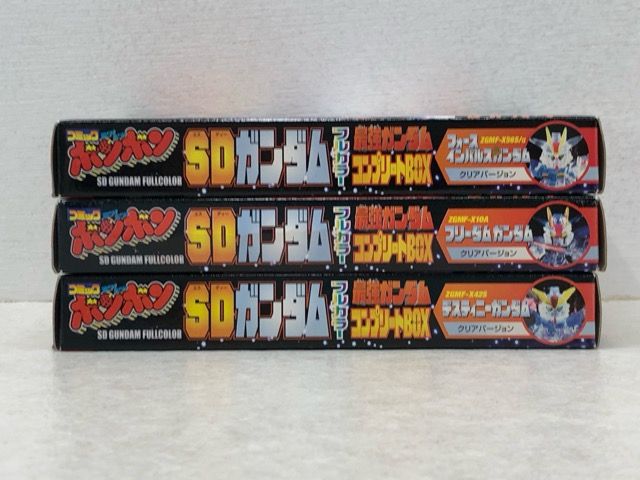 コミック
ボンボン
SD GUNDAM FULLCOLOR
SDガンダム
フルカラー
最強ガンダム
コンプリートBOX
ZGMF-X56S/α
フォース
インパルスガンダム
クリアバージョン
コミック
ボンボン
SD GUNDAM FULLCOLOR
SDガンダム
フルカラー
最強ガンダム
コンプリートBOX
ZGMF-X10A
フリーダムガンダム
クリアバージョン
コミック
ボンボン
SD GUNDAM FULLCOLOR
SDガンダム
フルカラー
最強ガンダム
コンプリートBOX
ZGMF-X42S
デスティニーガンダム
クリアバージョン